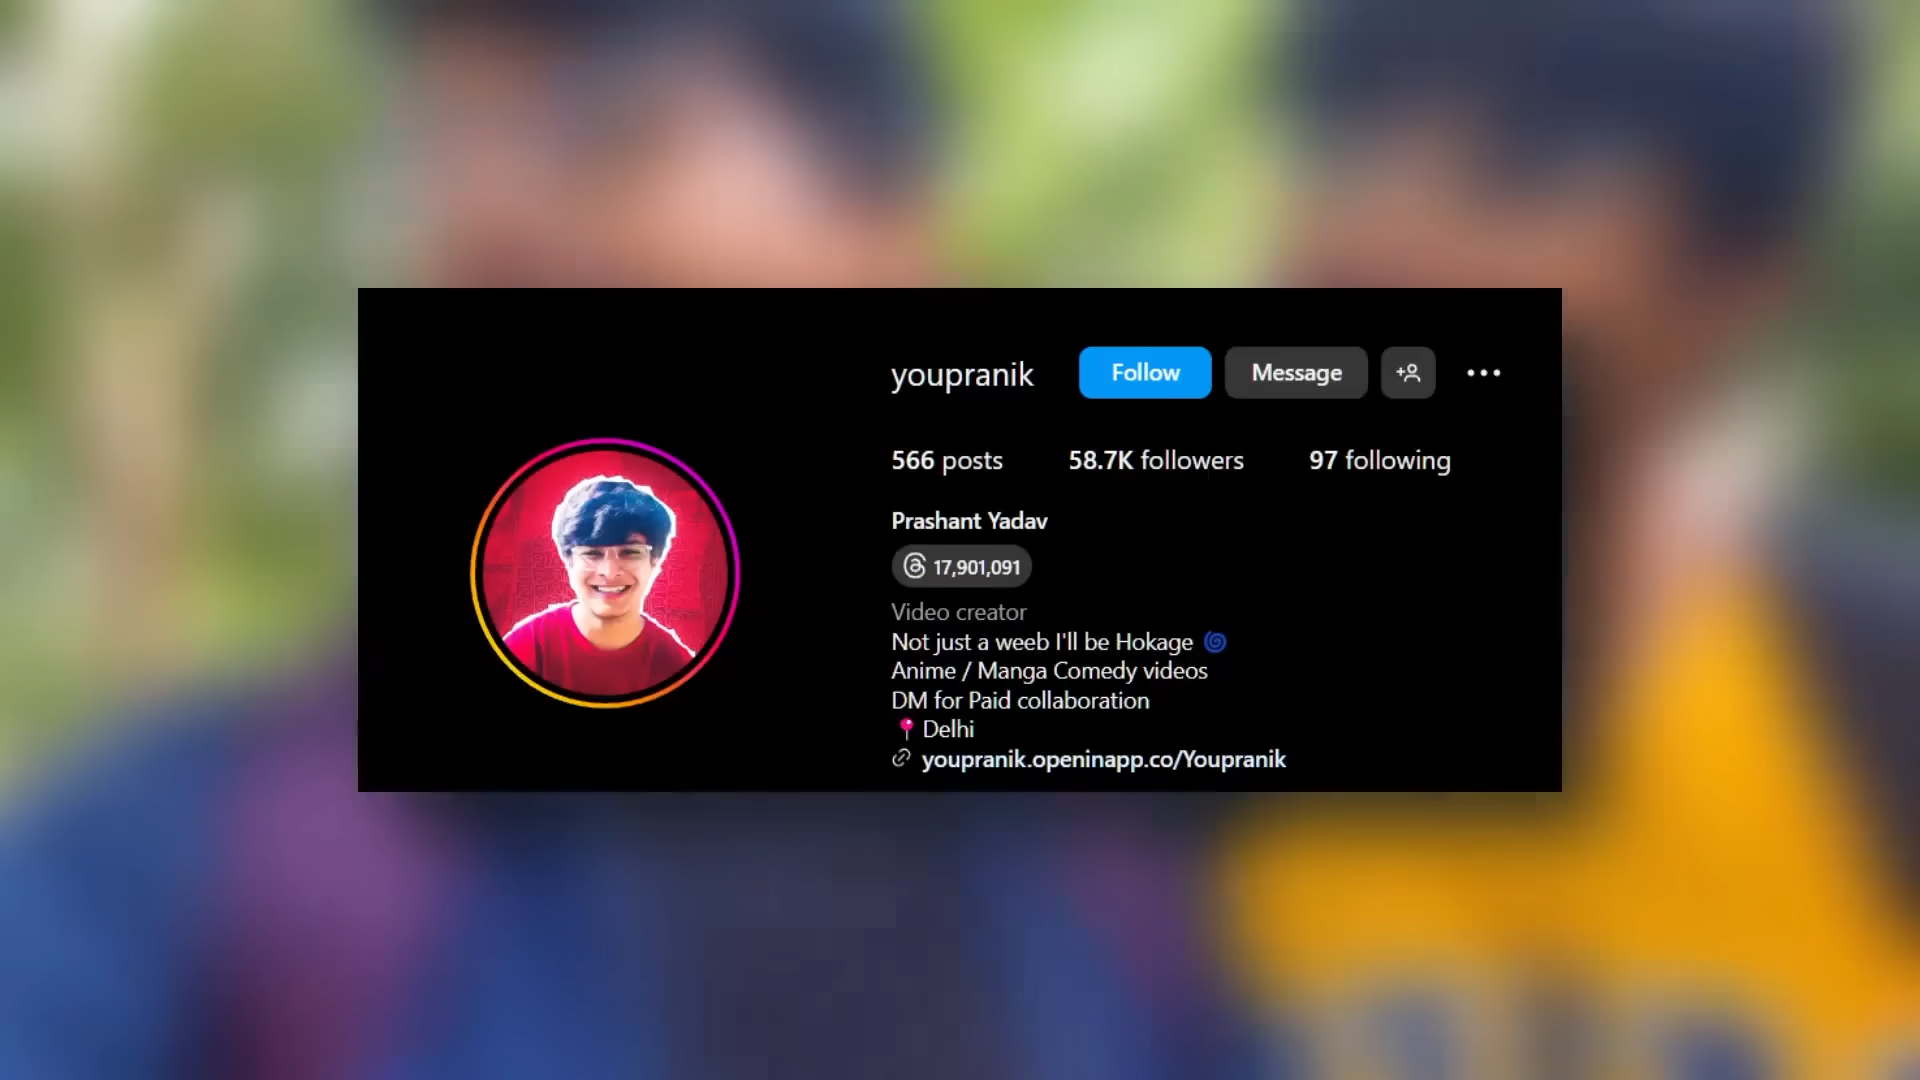 youpranik Follow Message
566 posts 58.7K followers 97 following
Prashant Yadav
17,901,091
Video creator
Not just a weeb I'll be Hokage 🌀
Anime / Manga Comedy videos
DM for Paid collaboration
📍 Delhi
youpranik.openinapp.co/Youpranik